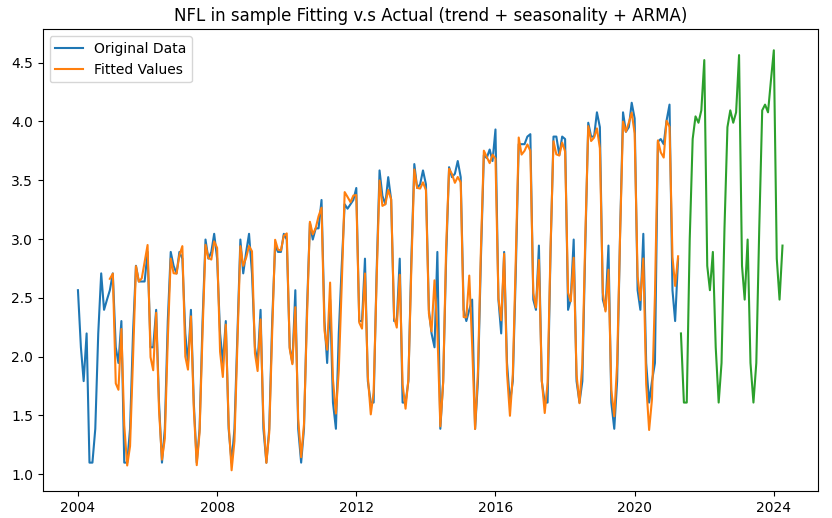 NFL in sample Fitting v.s Actual (trend + seasonality + ARMA)
Original Data
Fitted Values
4.5
4.0
3.5
3.0
2.5
2.0
1.5
1.0
2004 2008 2012 2016 2020 2024